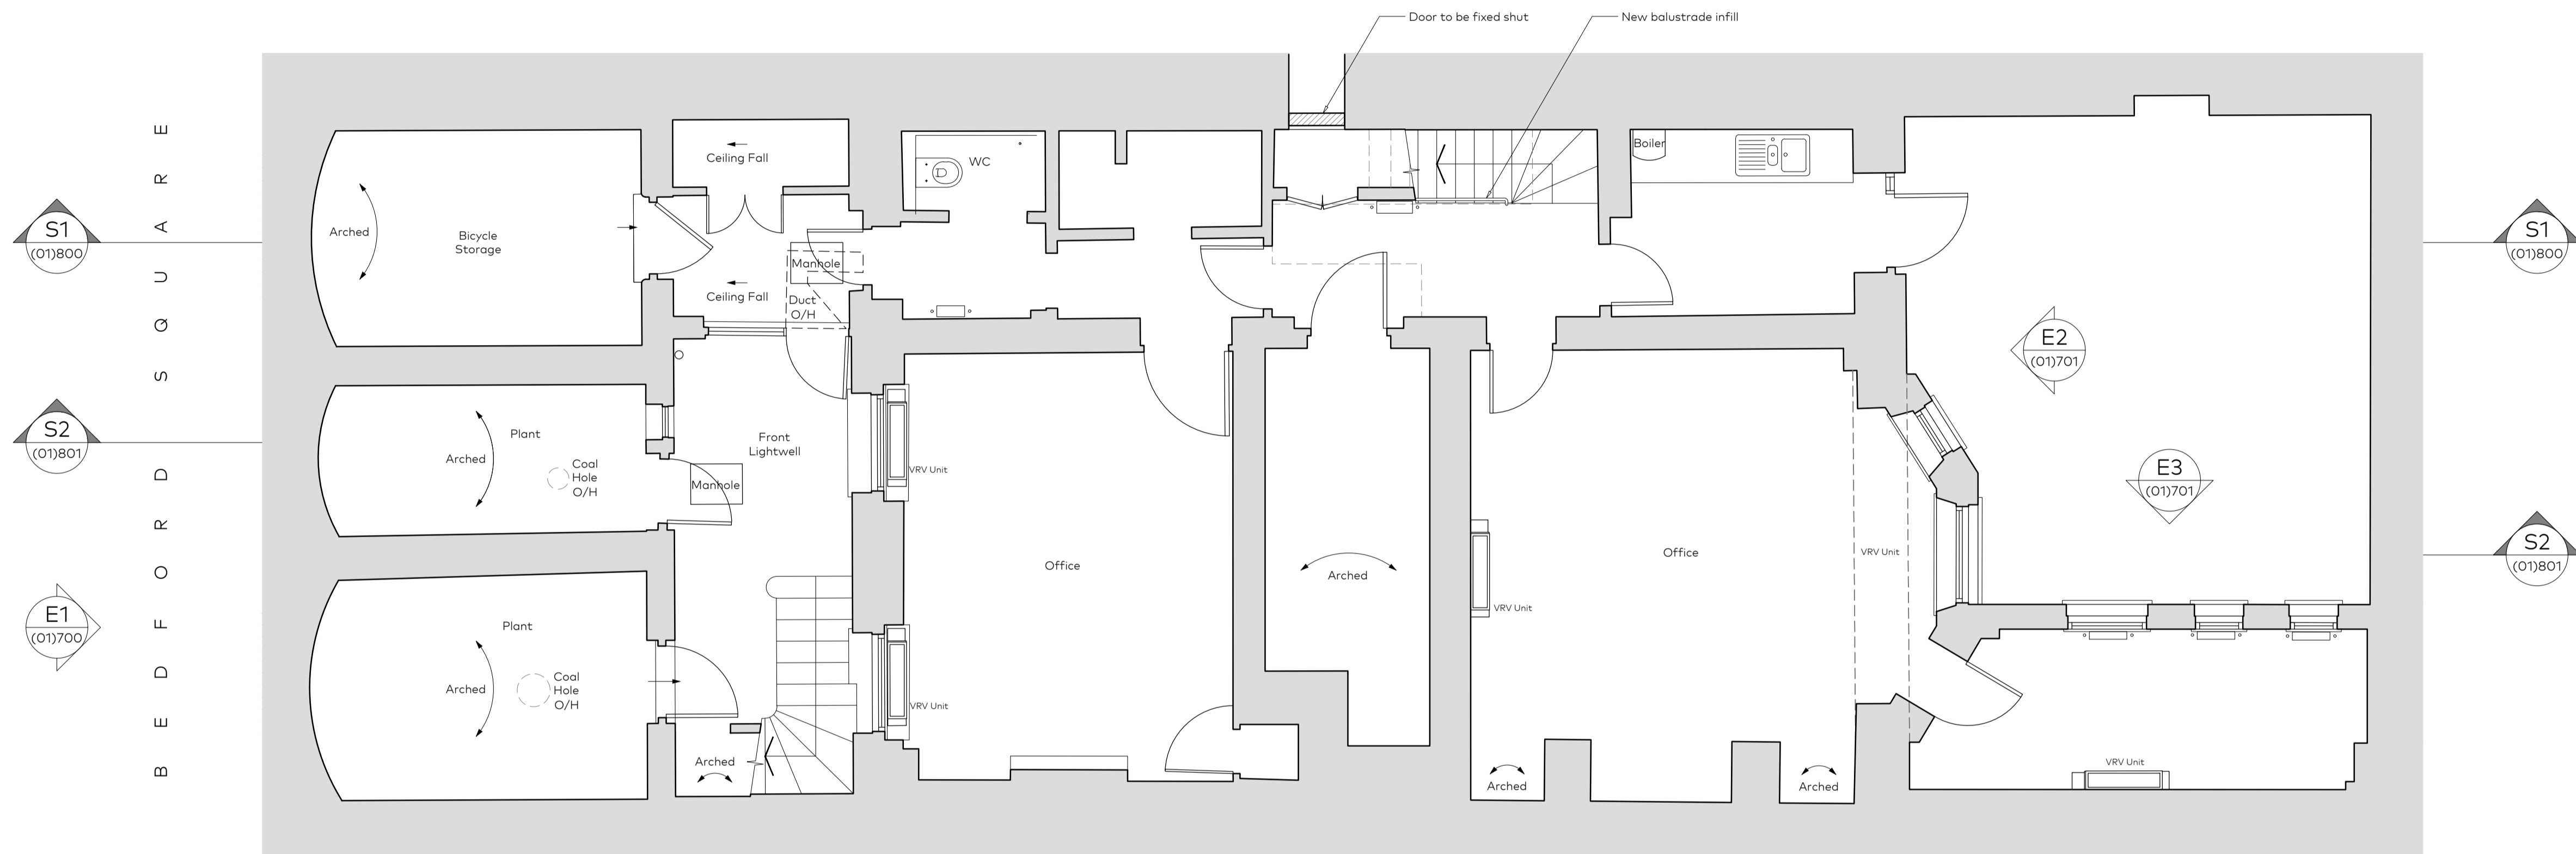 Door to be fixed shut
New balustrade infill
BEDFORD SQUARE
S1
(01)800
S2
(01)801
E1
(01)700
Arched
Bicycle
Storage
Ceiling Fall
Ceiling Fall
Manhole
Duct
O/H
WC
Boiler
S1
(01)800
E2
(01)701
E3
(01)701
S2
(01)801
Plant
Arched
Coal
Hole
O/H
Front
Lightwell
Manhole
VRV Unit
Office
Arched
Office
VRV Unit
VRV Unit
Plant
Arched
Coal
Hole
O/H
VRV Unit
Arched
Arched
Arched
VRV Unit